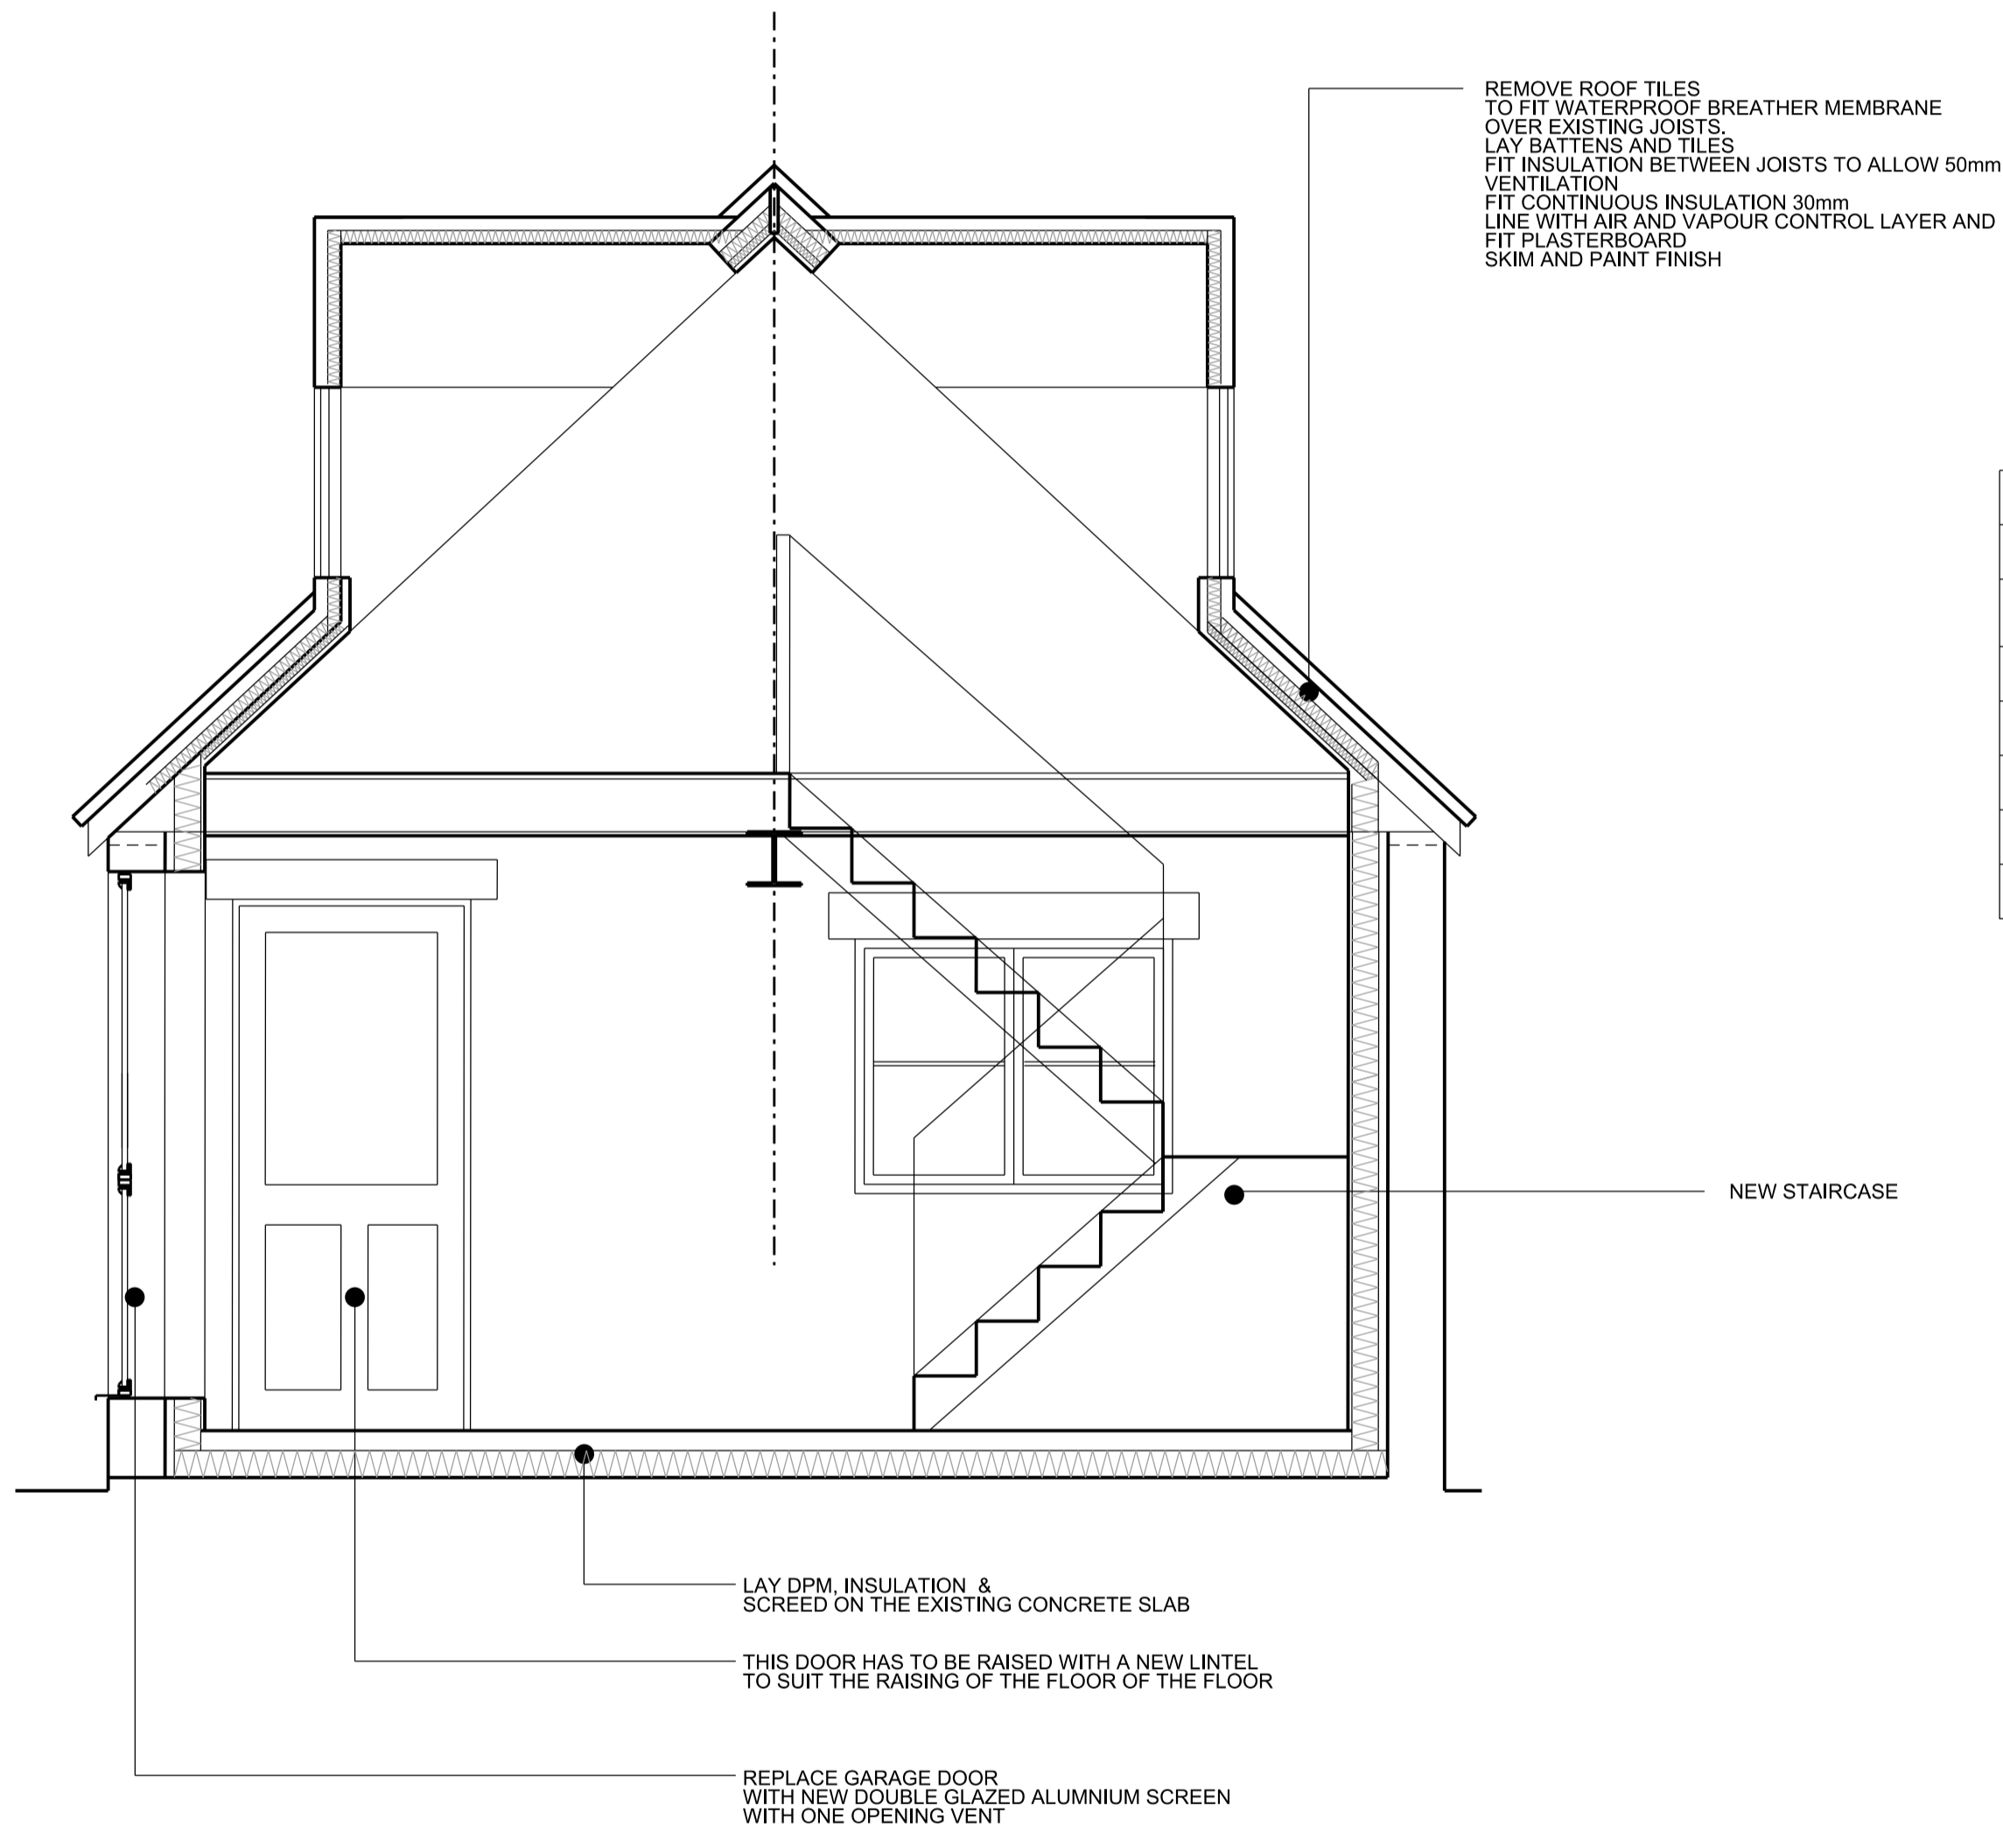 REMOVE ROOF TILES
TO FIT WATERPROOF BREATHER MEMBRANE
OVER EXISTING JOISTS.
LAY BATTENS AND TILES
FIT INSULATION BETWEEN JOISTS TO ALLOW 50mm
VENTILATION
FIT CONTINUOUS INSULATION 30mm
LINE WITH AIR AND VAPOUR CONTROL LAYER AND
FIT PLASTERBOARD
SKIM AND PAINT FINISH
NEW STAIRCASE
LAY DPM, INSULATION &
SCREED ON THE EXISTING CONCRETE SLAB
THIS DOOR HAS TO BE RAISED WITH A NEW LINTEL
TO SUIT THE RAISING OF THE FLOOR OF THE FLOOR
REPLACE GARAGE DOOR
WITH NEW DOUBLE GLAZED ALUMNIUM SCREEN
WITH ONE OPENING VENT